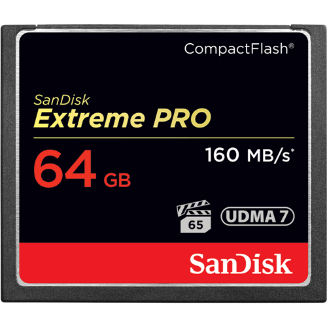 CompactFlash®
SanDisk
Extreme PRO
64 GB
160 MB/s*
65
UDMA 7
SanDisk